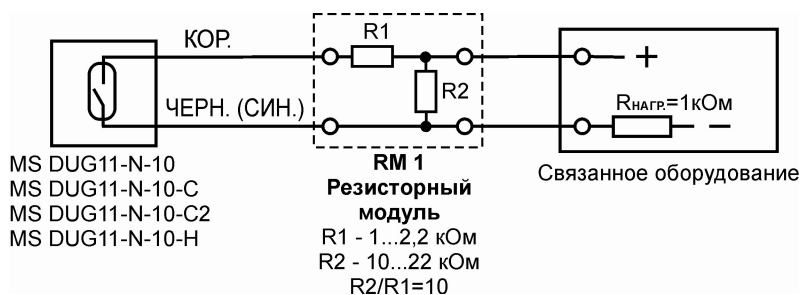 КОР.
ЧЕРН. (СИН.)
MS DUG11-N-10
MS DUG11-N-10-C
MS DUG11-N-10-C2
MS DUG11-N-10-H
R1
R2
RM 1
Резисторный
модуль
R1 - 1...2,2 кОм
R2 - 10...22 кОм
R2/R1=10
+
RНАГР.=1кОм
Связанное оборудование